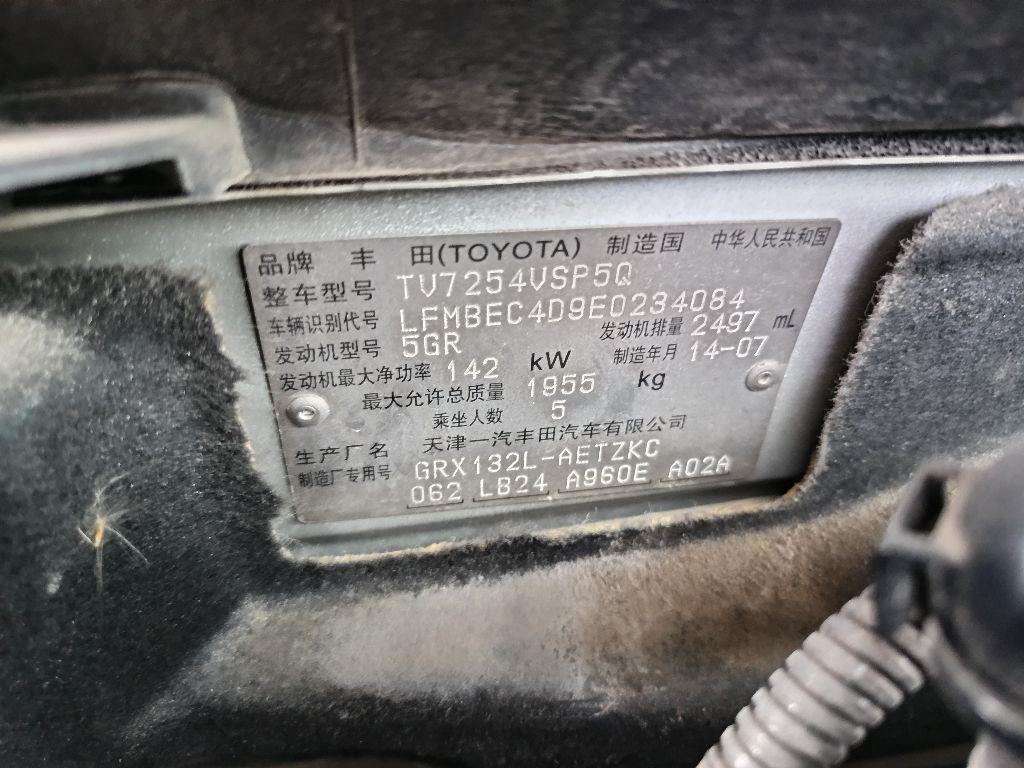 品牌 丰 田(TOYOTA) 制造国 中华人民共和国
整车型号 TV7254VSP5Q
车辆识别代号 LFMBEC4D9E0234084
发动机型号 5GR 发动机排量 2497 mL
发动机最大净功率 142 kW 制造年月 14-07
最大允许总质量 1955 kg
乘坐人数 5
生产厂名 天津一汽丰田汽车有限公司
制造厂专用号 GRX132L-AETZKC
062 LB24 A960E A02A